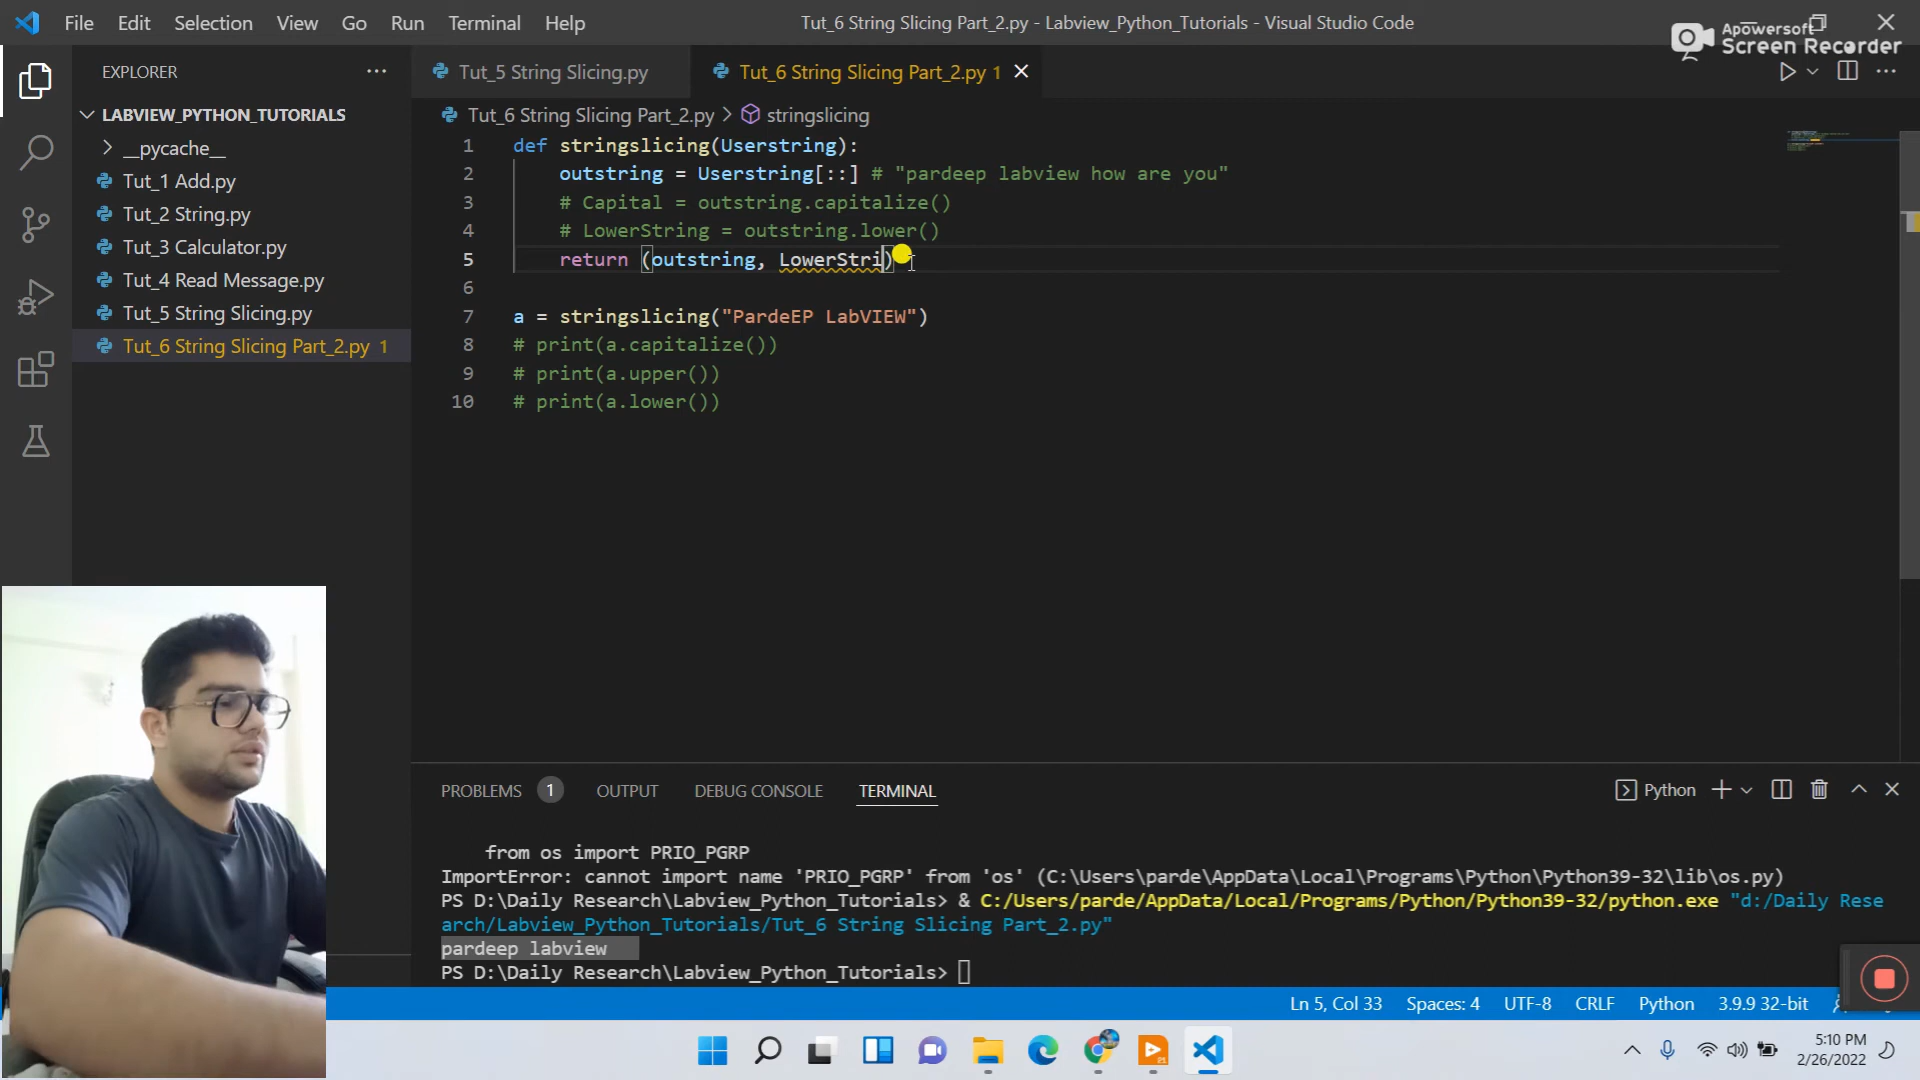 File Edit Selection View Go Run Terminal Help
Tut_6 String Slicing Part_2.py - Labview_Python_Tutorials - Visual Studio Code
Apowersoft
Screen Recorder
EXPLORER
LABVIEW_PYTHON_TUTORIALS
__pycache__
Tut_1 Add.py
Tut_2 String.py
Tut_3 Calculator.py
Tut_4 Read Message.py
Tut_5 String Slicing.py
Tut_6 String Slicing Part_2.py 1
Tut_5 String Slicing.py
Tut_6 String Slicing Part_2.py 1
Tut_6 String Slicing Part_2.py > stringslicing
1 def stringslicing(Userstring):
2 outstring = Userstring[::] # "pardeep labview how are you"
3 # Capital = outstring.capitalize()
4 # LowerString = outstring.lower()
5 return (outstring, LowerStri)
6
7 a = stringslicing("PardeEP LabVIEW")
8 # print(a.capitalize())
9 # print(a.upper())
10 # print(a.lower())
PROBLEMS 1 OUTPUT DEBUG CONSOLE TERMINAL
Python
from os import PRIO_PGRP
ImportError: cannot import name 'PRIO_PGRP' from 'os' (C:\Users\parde\AppData\Local\Programs\Python\Python39-32\lib\os.py)
PS D:\Daily Research\Labview_Python_Tutorials> & C:/Users/parde/AppData/Local/Programs/Python/Python39-32/python.exe "d:/Daily Rese
arch/Labview_Python_Tutorials/Tut_6 String Slicing Part_2.py"
pardeep labview
PS D:\Daily Research\Labview_Python_Tutorials>
Ln 5, Col 33 Spaces: 4 UTF-8 CRLF Python 3.9.9 32-bit
5:10 PM
2/26/2022